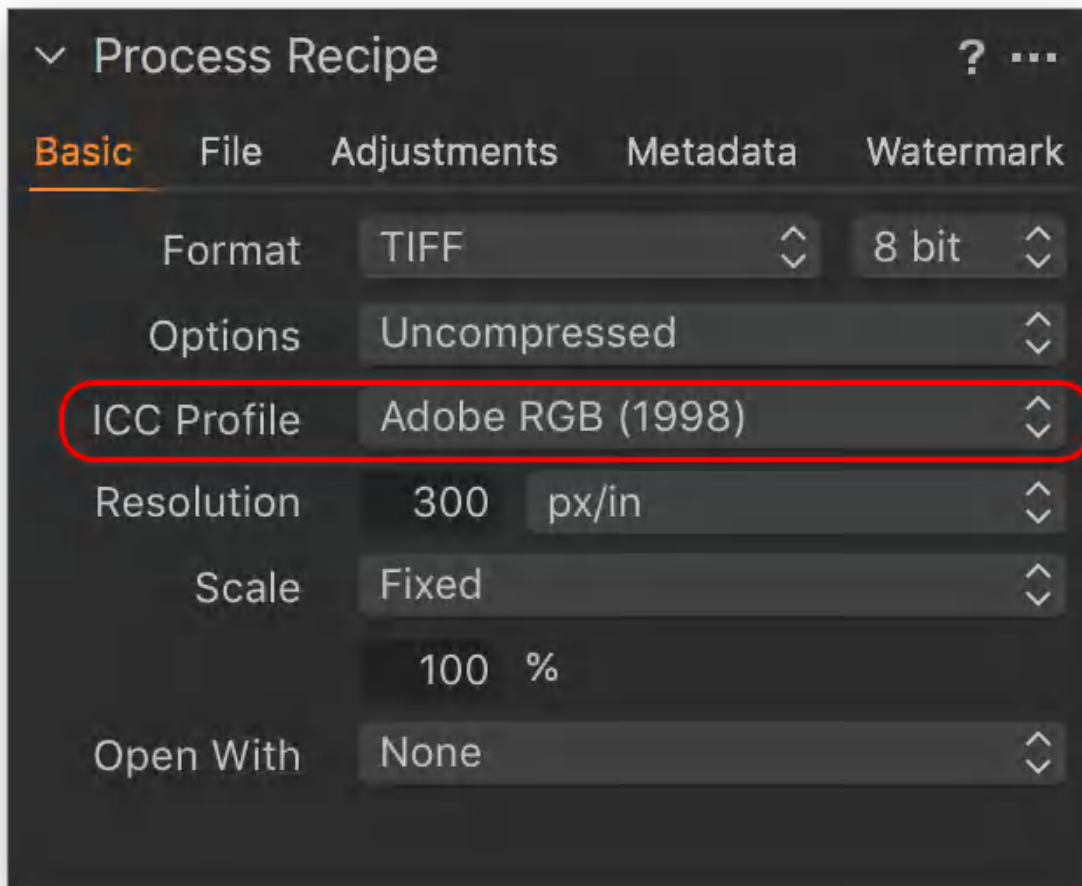 Process Recipe ? ...
Basic File Adjustments Metadata Watermark
Format TIFF 8 bit
Options Uncompressed
ICC Profile Adobe RGB (1998)
Resolution 300 px/in
Scale Fixed
100 %
Open With None